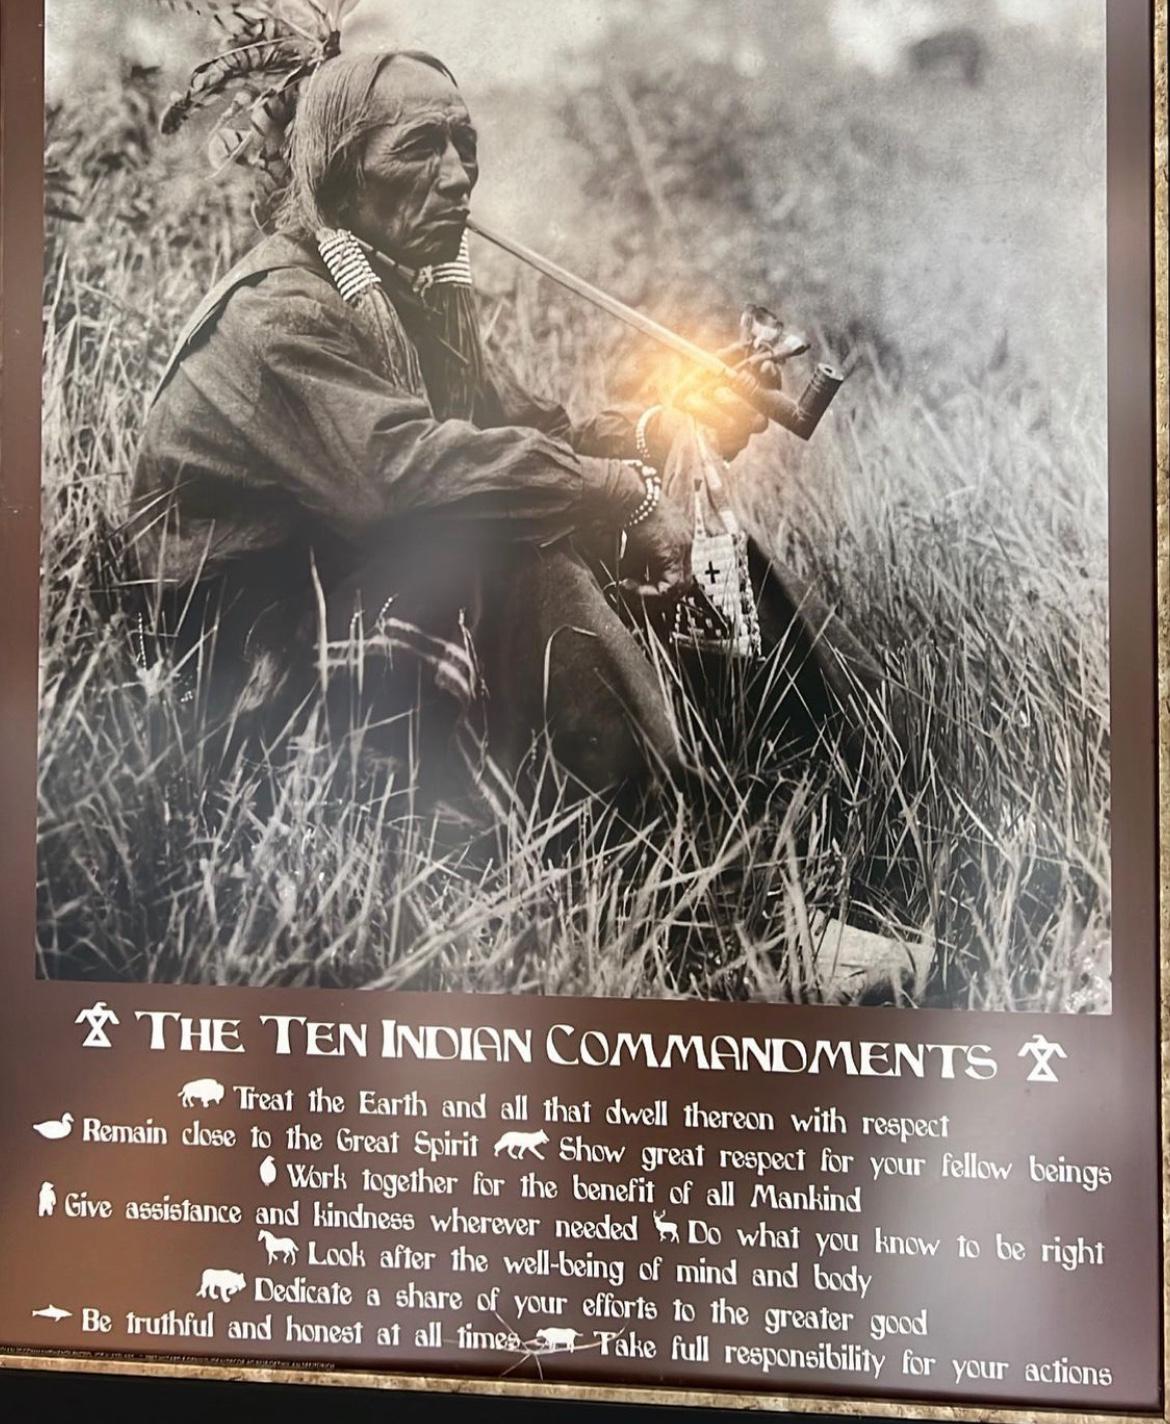 THE TEN INDIAN COMMANDMENTS
Treat the Earth and all that dwell thereon with respect
Remain close to the Great Spirit Show great respect for your fellow beings
Work together for the benefit of all Mankind
Give assistance and kindness wherever needed Do what you know to be right
Look after the well-being of mind and body
Dedicate a share of your efforts to the greater good
Be truthful and honest at all times Take full responsibility for your actions